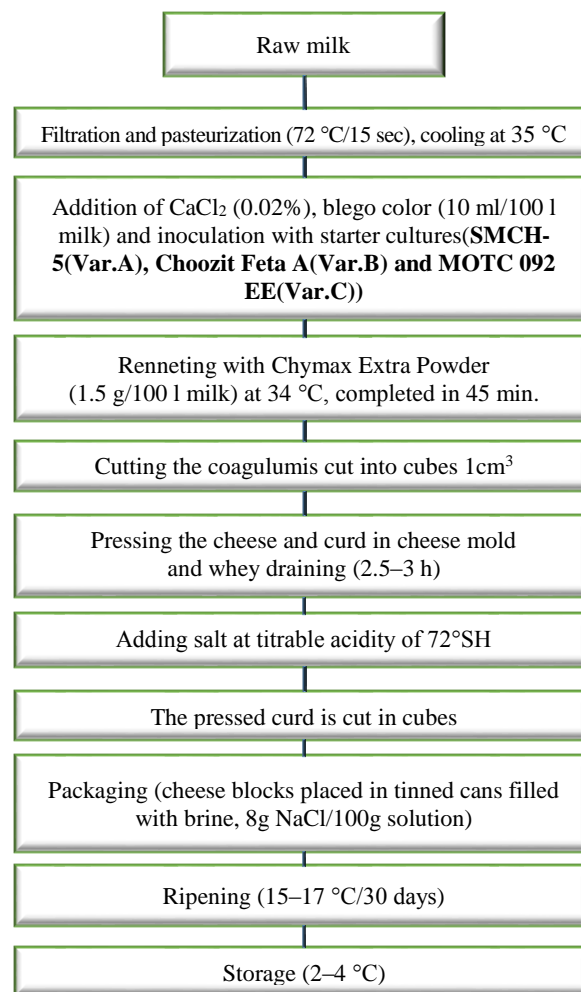 Raw milk
Filtration and pasteurization (72 °C/15 sec), cooling at 35 °C
Addition of CaCl₂ (0.02%), blego color (10 ml/100 l
milk) and inoculation with starter cultures(SMCH-
5(Var.A), Choozit Feta A(Var.B) and MOTC 092
EE(Var.C))
Renneting with Chymax Extra Powder
(1.5 g/100 l milk) at 34 °C, completed in 45 min.
Cutting the coagulumis cut into cubes 1cm³
Pressing the cheese and curd in cheese mold
and whey draining (2.5–3 h)
Adding salt at titrable acidity of 72°SH
The pressed curd is cut in cubes
Packaging (cheese blocks placed in tinned cans filled
with brine, 8g NaCl/100g solution)
Ripening (15–17 °C/30 days)
Storage (2–4 °C)